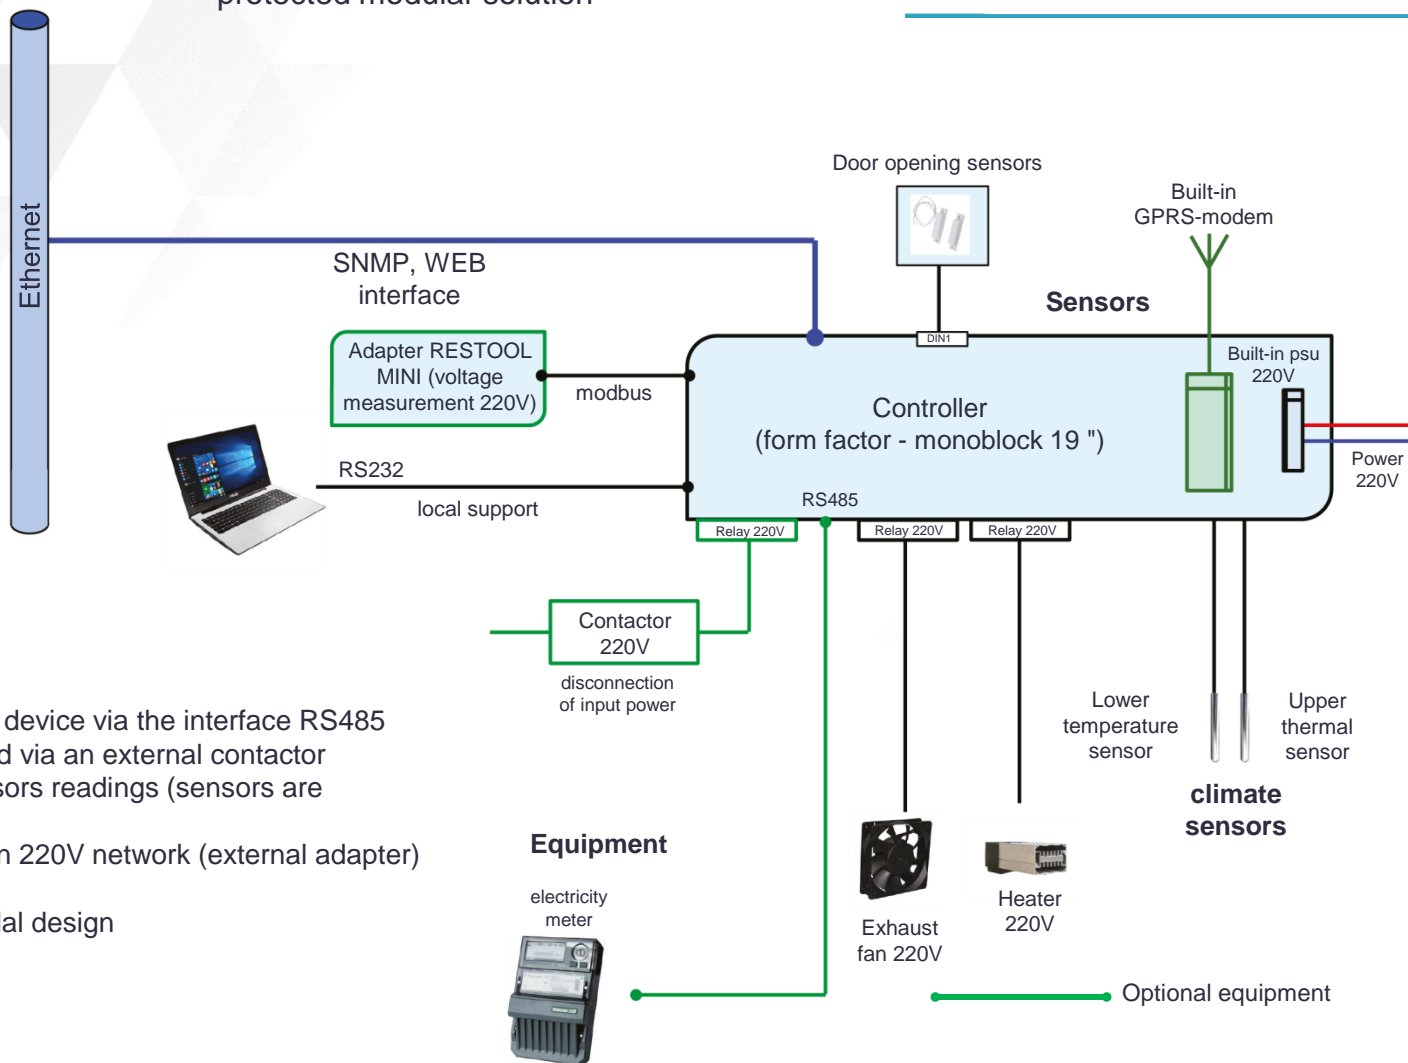 protected modular solution
Ethernet
SNMP, WEB
interface
Door opening sensors
Built-in
GPRS-modem
Sensors
DIN1
Adapter RESTOOL
MINI (voltage
measurement 220V)
modbus
Controller
(form factor - monoblock 19 ")
Built-in psu
220V
Power
220V
RS232
local support
RS485
Relay 220V
Relay 220V
Relay 220V
Contactor
220V
disconnection
of input power
Lower
temperature
sensor
Upper
thermal
sensor
climate
sensors
device via the interface RS485
d via an external contactor
sors readings (sensors are
n 220V network (external adapter)
lal design
Equipment
electricity
meter
Exhaust
fan 220V
Heater
220V
Optional equipment